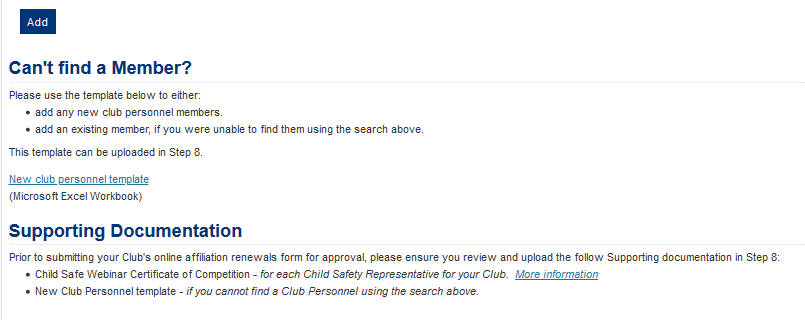 Add
Can't find a Member?
Please use the template below to either:
• add any new club personnel members.
• add an existing member, if you were unable to find them using the search above.
This template can be uploaded in Step 8.
New club personnel template
(Microsoft Excel Workbook)
Supporting Documentation
Prior to submitting your Club's online affiliation renewals form for approval, please ensure you review and upload the follow Supporting documentation in Step 8:
• Child Safe Webinar Certificate of Competition - for each Child Safety Representative for your Club. More information
• New Club Personnel template - if you cannot find a Club Personnel using the search above.